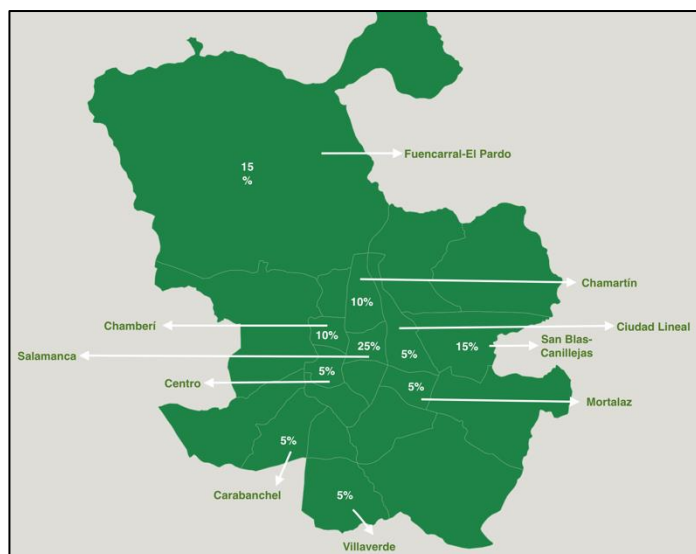 Fuencarral-El Pardo
15
%
Chamartín
10%
Chamberí
10%
Ciudad Lineal
Salamanca
25%
5%
15%
San Blas-
Canillejas
Centro
5%
5%
Mortalaz
5%
Carabanchel
5%
Villaverde